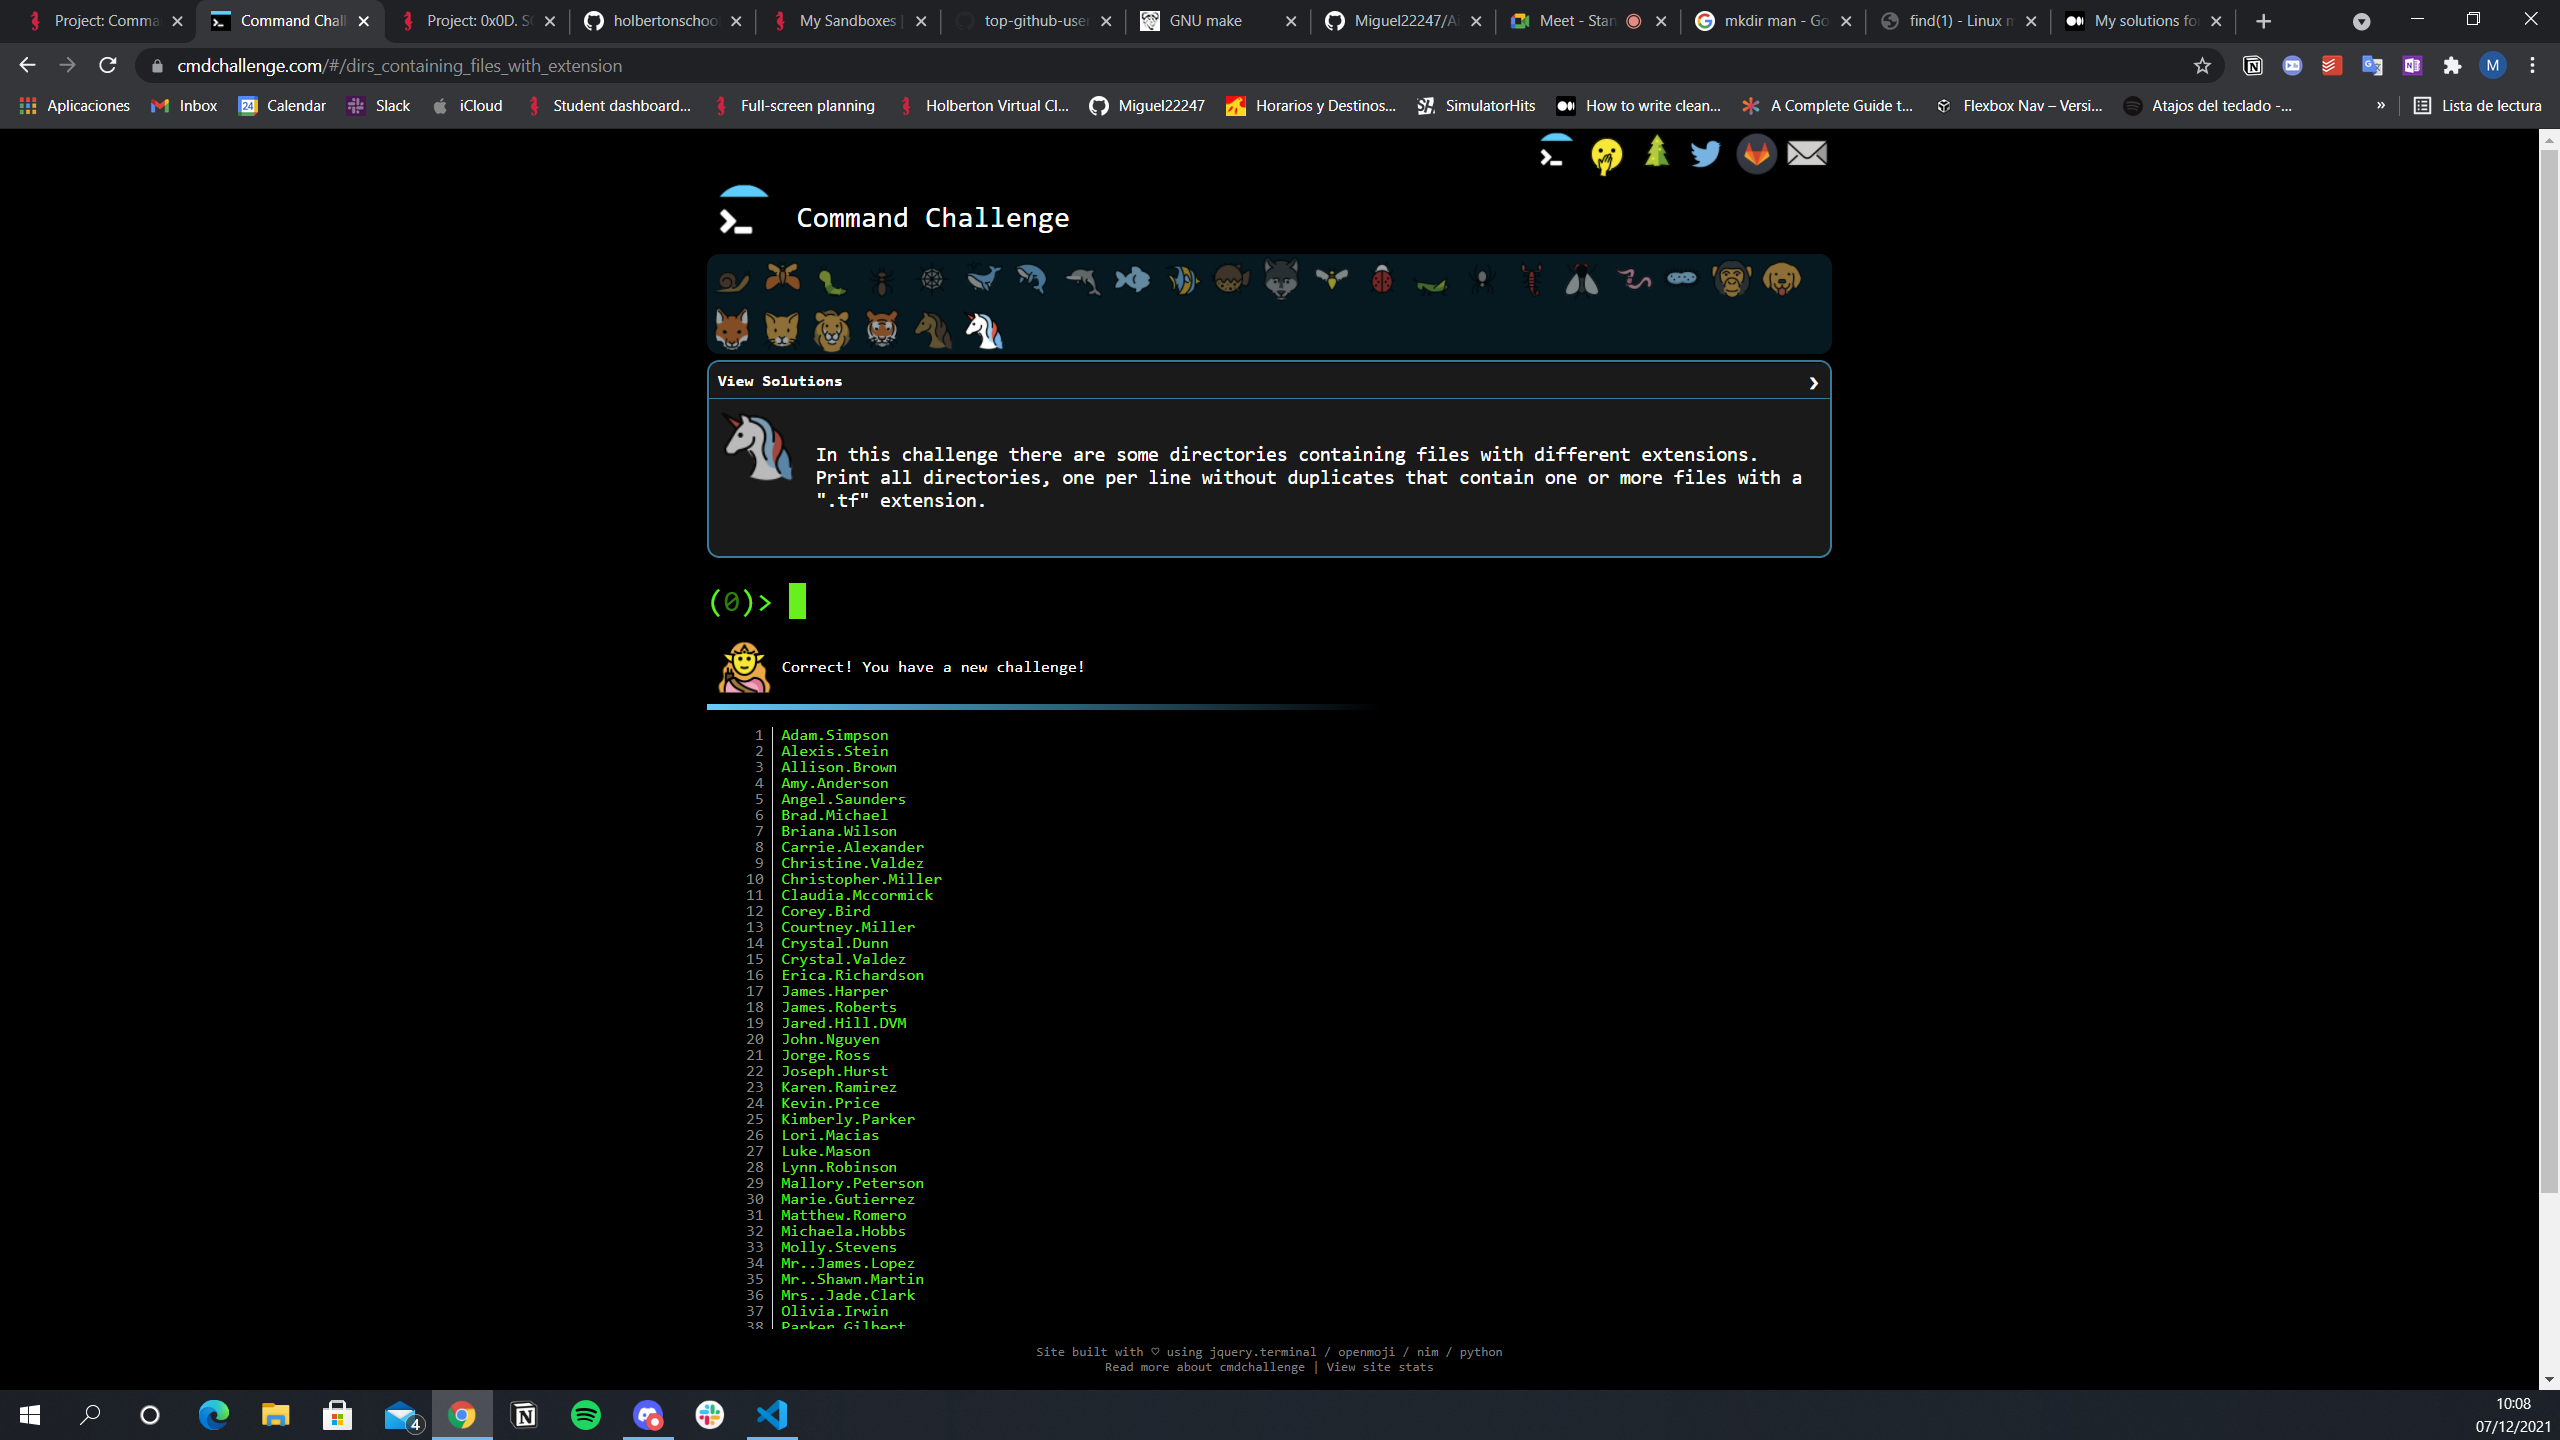 Project: Comma
Command Chall
Project: 0x0D. S
holbertonschoo
My Sandboxes |
top-github-user
GNU make
Miguel22247/Ai
Meet - Stan
mkdir man - Go
find(1) - Linux m
My solutions fo
cmdchallenge.com/#/dirs_containing_files_with_extension
M
Aplicaciones
Inbox
24
Calendar
Slack
iCloud
Student dashboard...
Full-screen planning
Holberton Virtual Cl...
Miguel22247
Horarios y Destinos...
SimulatorHits
How to write clean...
A Complete Guide t...
Flexbox Nav – Versi...
Atajos del teclado -...
»
Lista de lectura
Command Challenge
View Solutions
In this challenge there are some directories containing files with different extensions.
Print all directories, one per line without duplicates that contain one or more files with a
".tf" extension.
(0)>
Correct! You have a new challenge!
1 Adam.Simpson
2 Alexis.Stein
3 Allison.Brown
4 Amy.Anderson
5 Angel.Saunders
6 Brad.Michael
7 Briana.Wilson
8 Carrie.Alexander
9 Christine.Valdez
10 Christopher.Miller
11 Claudia.Mccormick
12 Corey.Bird
13 Courtney.Miller
14 Crystal.Dunn
15 Crystal.Valdez
16 Erica.Richardson
17 James.Harper
18 James.Roberts
19 Jared.Hill.DVM
20 John.Nguyen
21 Jorge.Ross
22 Joseph.Hurst
23 Karen.Ramirez
24 Kevin.Price
25 Kimberly.Parker
26 Lori.Macias
27 Luke.Mason
28 Lynn.Robinson
29 Mallory.Peterson
30 Marie.Gutierrez
31 Matthew.Romero
32 Michaela.Hobbs
33 Molly.Stevens
34 Mr..James.Lopez
35 Mr..Shawn.Martin
36 Mrs..Jade.Clark
37 Olivia.Irwin
38 Parker.Gilbert
Site built with ♡ using jquery.terminal / openmoji / nim / python
Read more about cmdchallenge | View site stats
4
10:08
07/12/2021